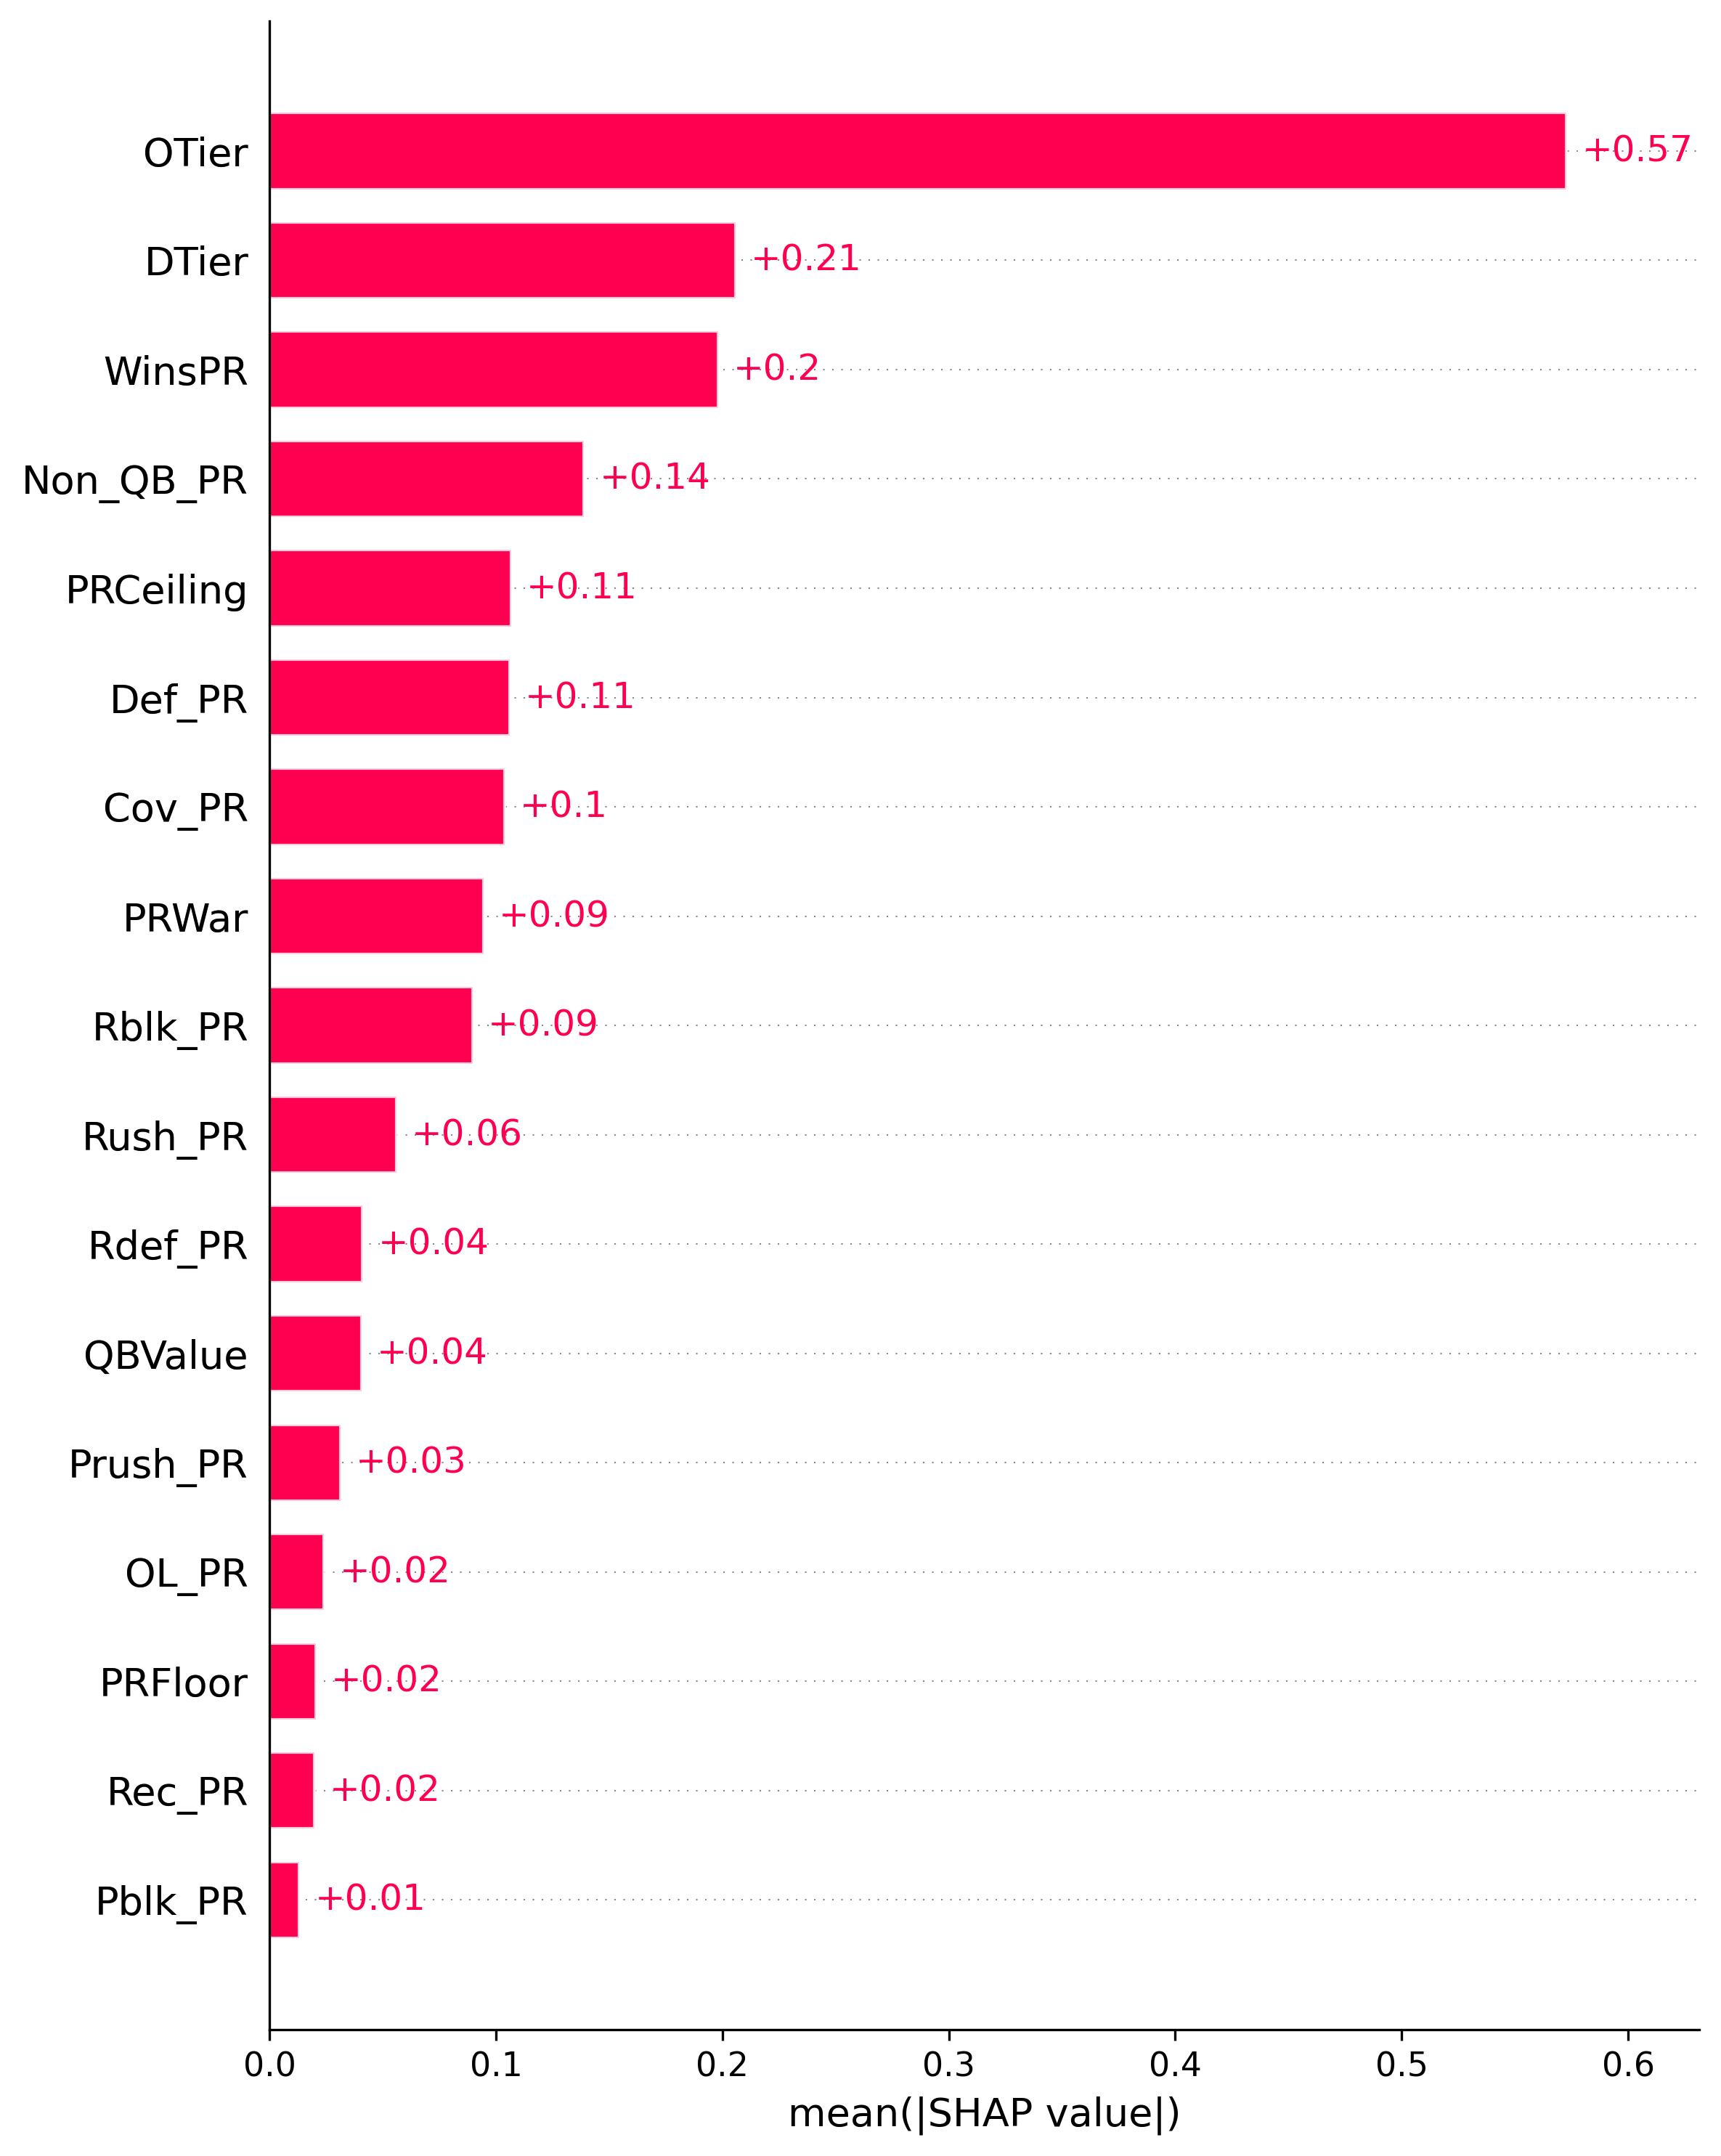 OTier +0.57
DTier +0.21
WinsPR +0.2
Non_QB_PR +0.14
PRCeiling +0.11
Def_PR +0.11
Cov_PR +0.1
PRWar +0.09
Rblk_PR +0.09
Rush_PR +0.06
Rdef_PR +0.04
QBValue +0.04
Prush_PR +0.03
OL_PR +0.02
PRFloor +0.02
Rec_PR +0.02
Pblk_PR +0.01
0.0 0.1 0.2 0.3 0.4 0.5 0.6
mean(|SHAP value|)